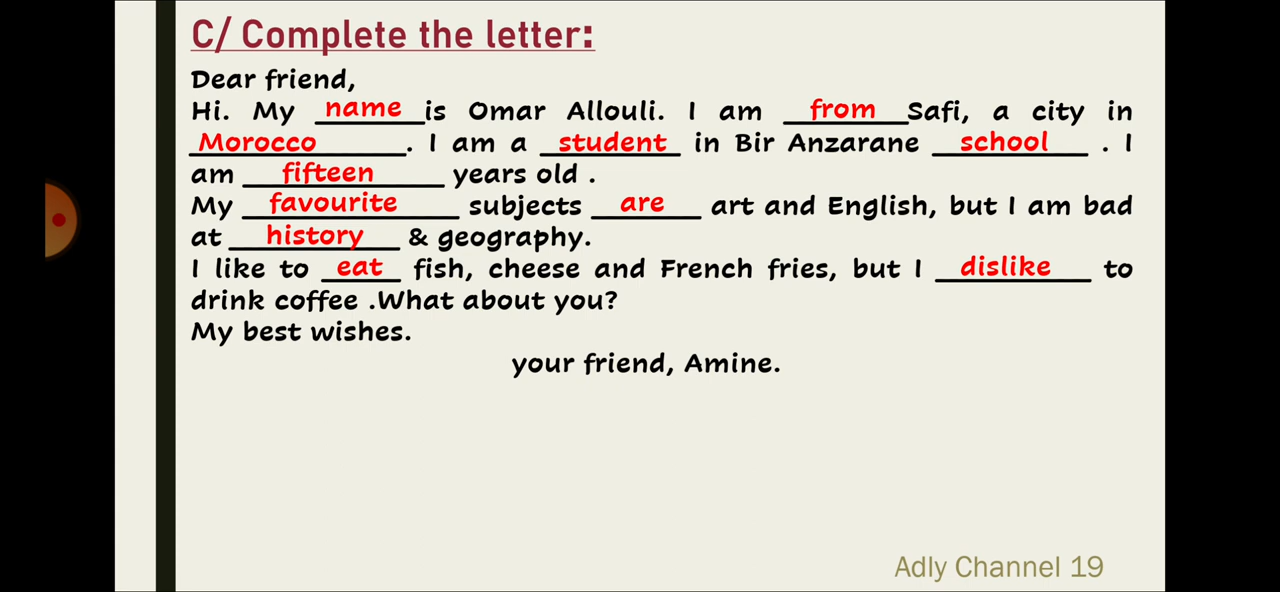 C/ Complete the letter:
Dear friend,
Hi. My name is Omar Allouli. I am from Safi, a city in
Morocco. I am a student in Bir Anzarane school . I
am fifteen years old .
My favourite subjects are art and English, but I am bad
at history & geography.
I like to eat fish, cheese and French fries, but I dislike to
drink coffee .What about you?
My best wishes.
your friend, Amine.
Adly Channel 19